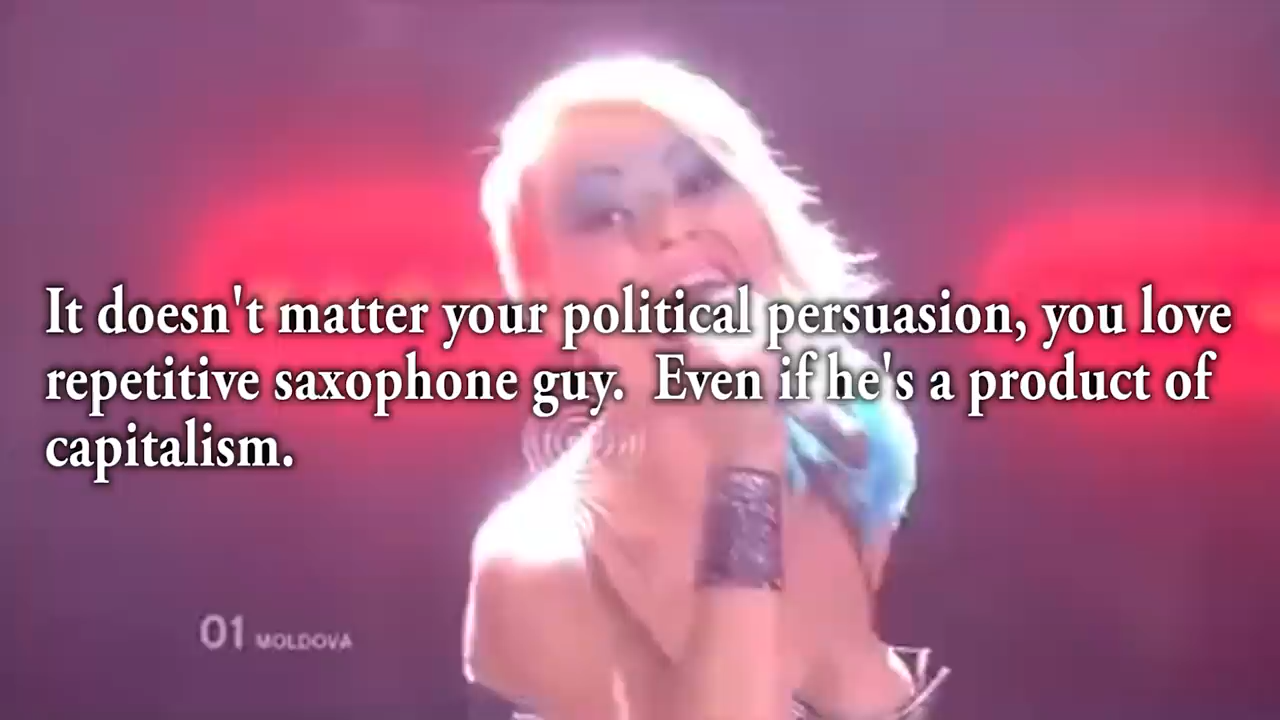 It doesn't matter your political persuasion, you love
repetitive saxophone guy.  Even if he's a product of
capitalism.
01 MOLDOVA